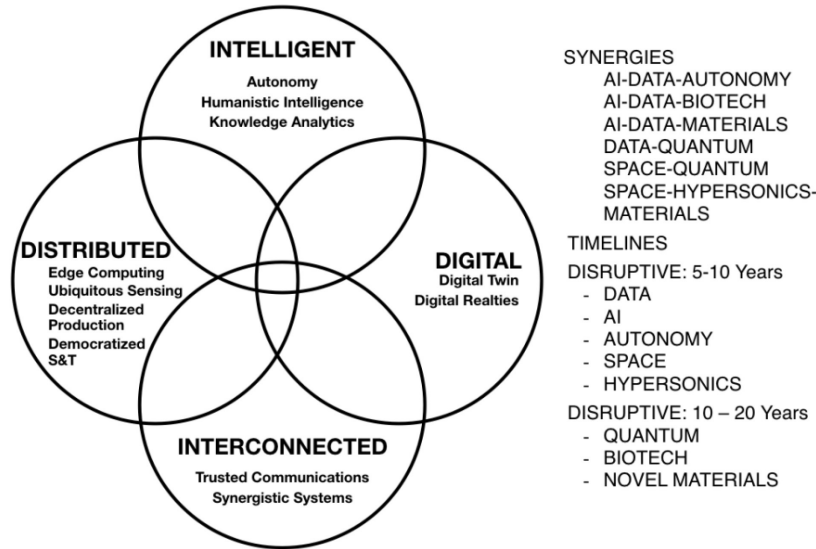 INTELLIGENT
Autonomy
Humanistic Intelligence
Knowledge Analytics
DISTRIBUTED
Edge Computing
Ubiquitous Sensing
Decentralized
Production
Democratized
S&T
DIGITAL
Digital Twin
Digital Realties
INTERCONNECTED
Trusted Communications
Synergistic Systems
SYNERGIES
AI-DATA-AUTONOMY
AI-DATA-BIOTECH
AI-DATA-MATERIALS
DATA-QUANTUM
SPACE-QUANTUM
SPACE-HYPERSONICS-
MATERIALS
TIMELINES
DISRUPTIVE: 5-10 Years
- DATA
- AI
- AUTONOMY
- SPACE
- HYPERSONICS
DISRUPTIVE: 10 – 20 Years
- QUANTUM
- BIOTECH
- NOVEL MATERIALS